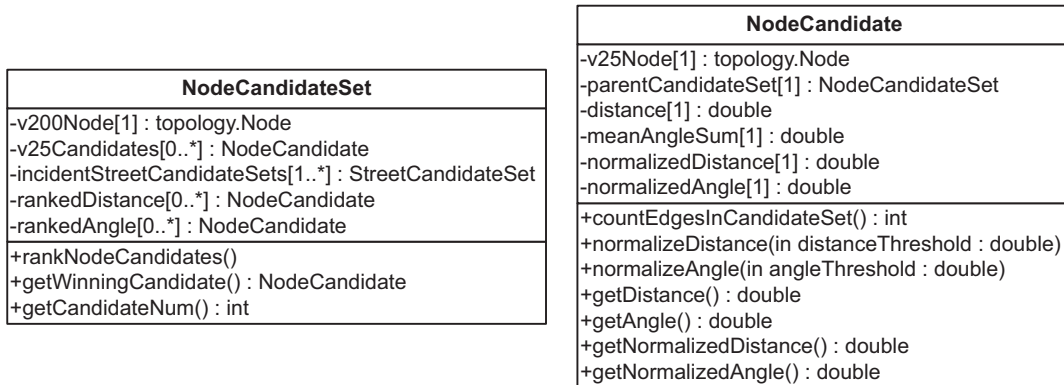 NodeCandidateSet
-v200Node[1] : topology.Node
-v25Candidates[0..*] : NodeCandidate
-incidentStreetCandidateSets[1..*] : StreetCandidateSet
-rankedDistance[0..*] : NodeCandidate
-rankedAngle[0..*] : NodeCandidate
+rankNodeCandidates()
+getWinningCandidate() : NodeCandidate
+getCandidateNum() : int
NodeCandidate
-v25Node[1] : topology.Node
-parentCandidateSet[1] : NodeCandidateSet
-distance[1] : double
-meanAngleSum[1] : double
-normalizedDistance[1] : double
-normalizedAngle[1] : double
+countEdgesInCandidateSet() : int
+normalizeDistance(in distanceThreshold : double)
+normalizeAngle(in angleThreshold : double)
+getDistance() : double
+getAngle() : double
+getNormalizedDistance() : double
+getNormalizedAngle() : double